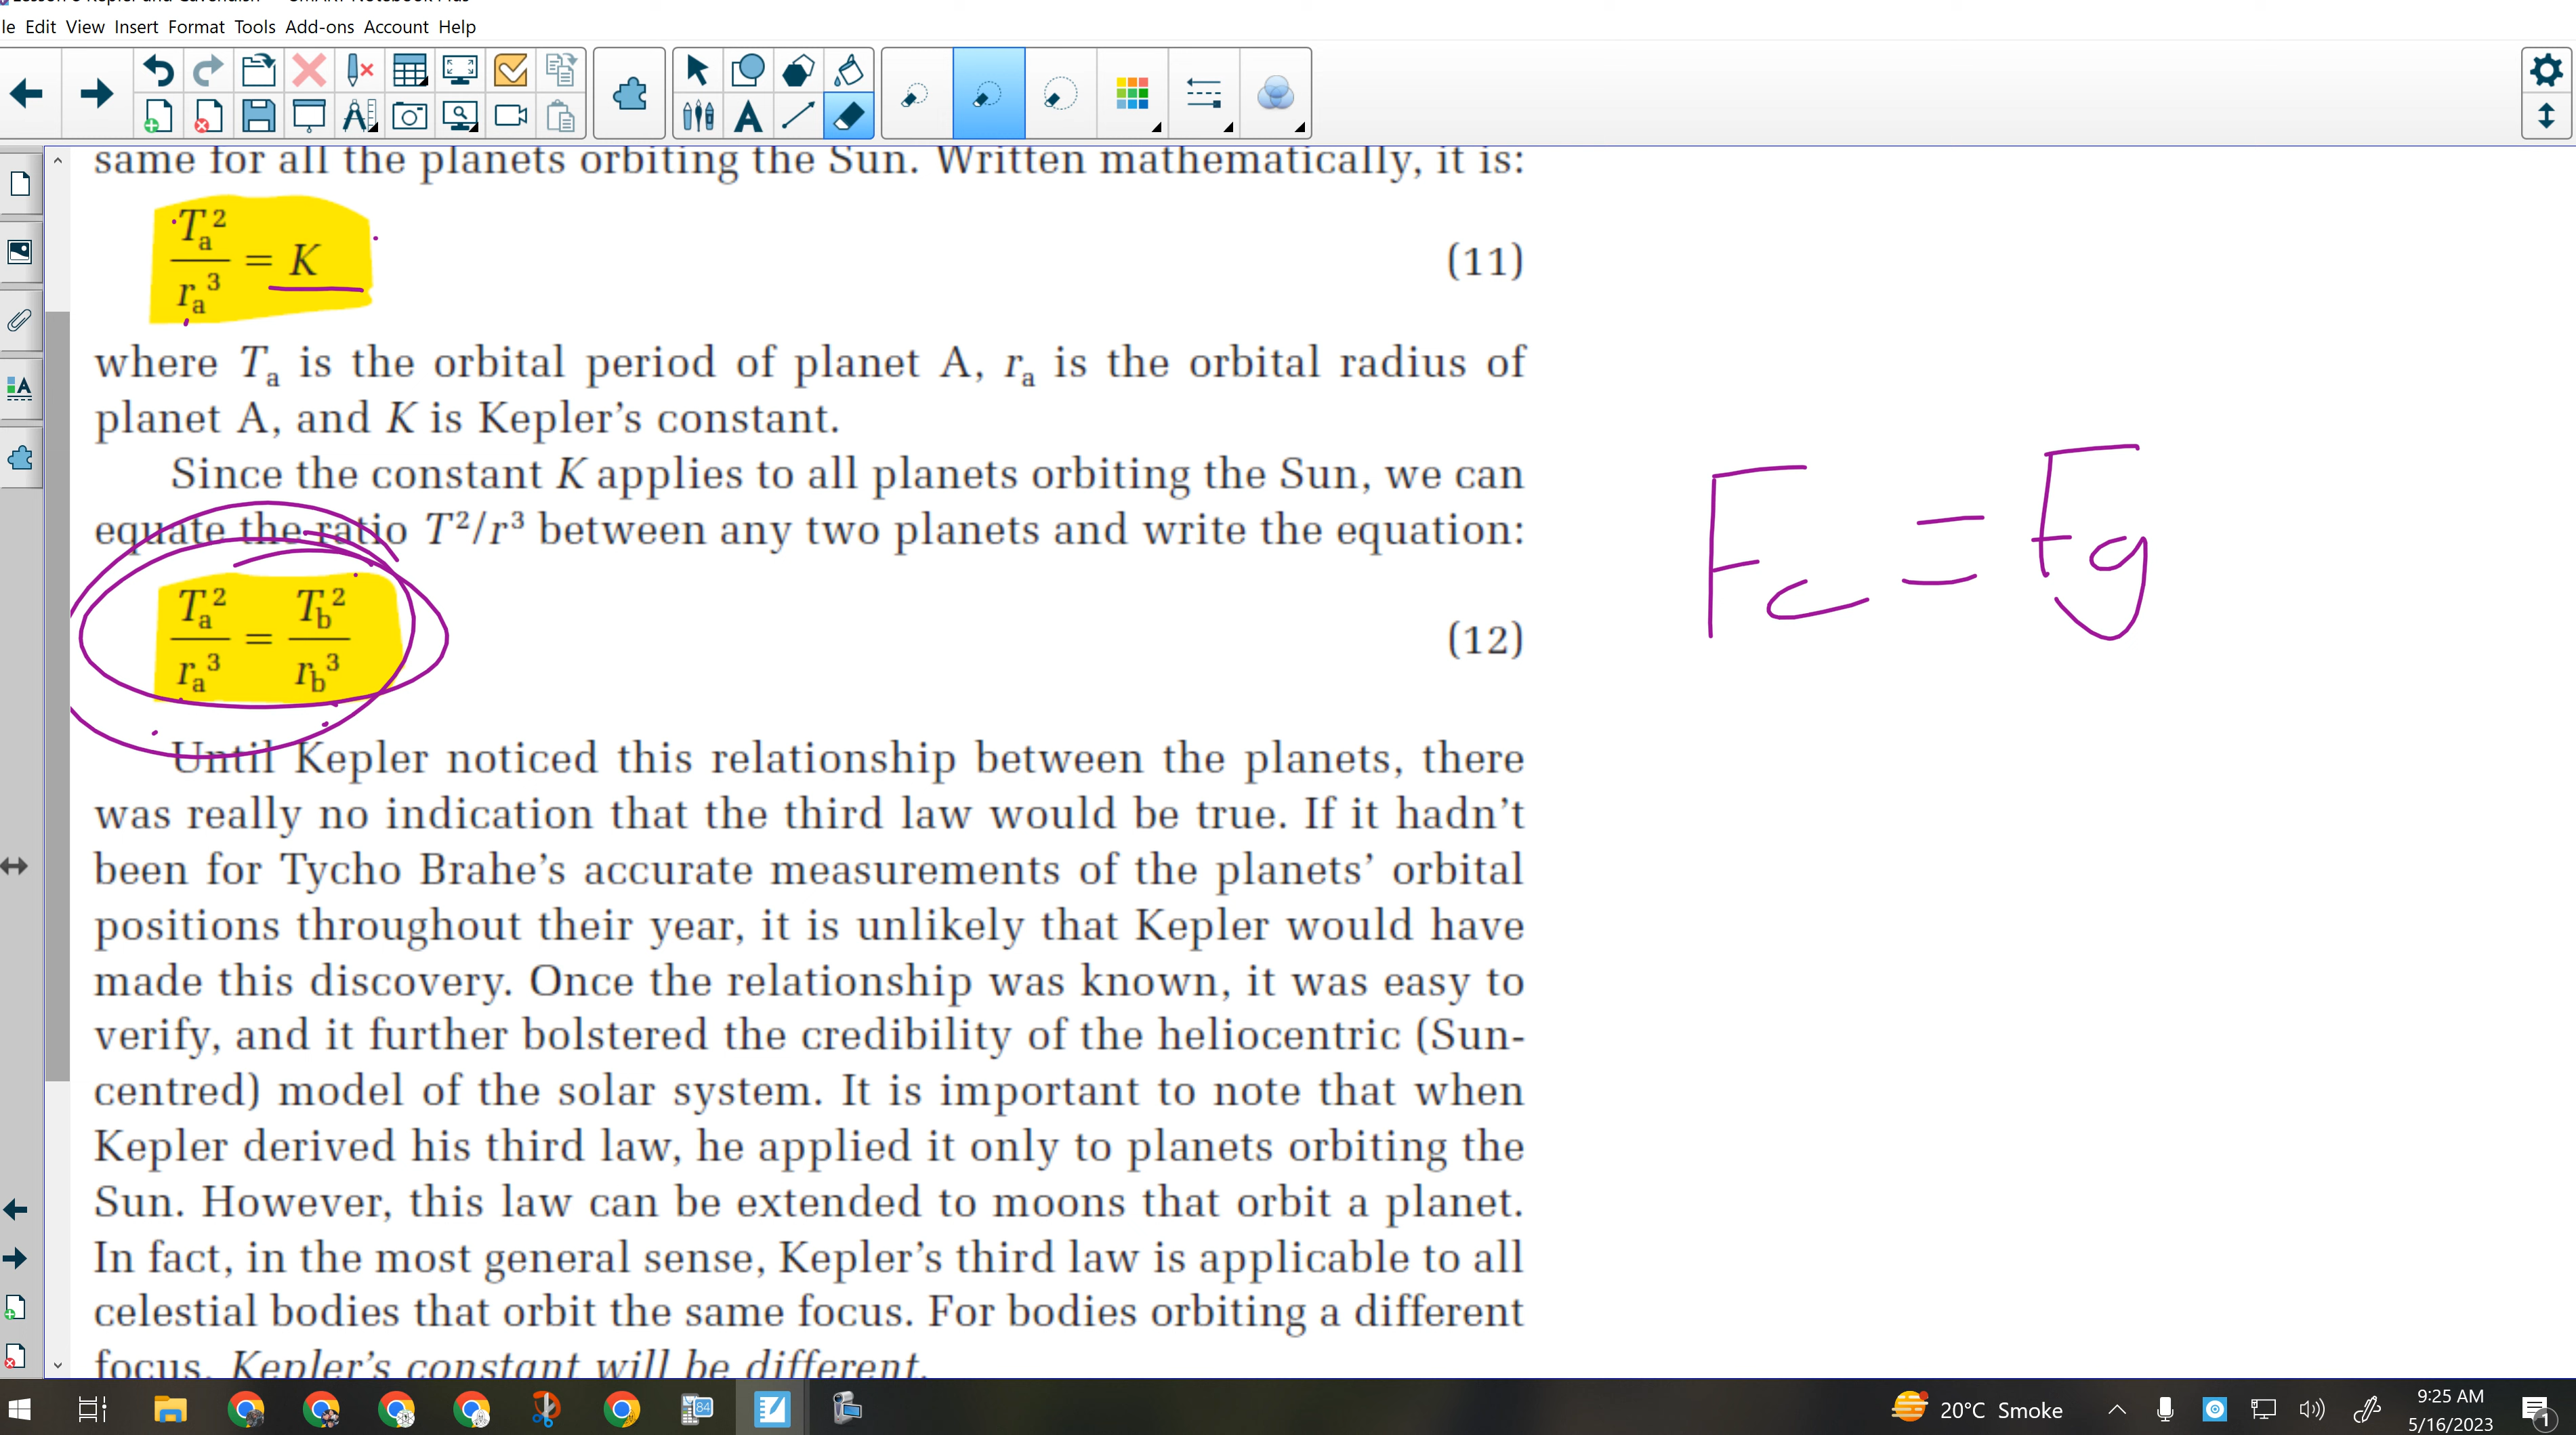 le Edit View Insert Format Tools Add-ons Account Help
same for all the planets orbiting the Sun. Written mathematically, it is:
Tₐ²/rₐ³ = K (11)
where Tₐ is the orbital period of planet A, rₐ is the orbital radius of
planet A, and K is Kepler’s constant.
Since the constant K applies to all planets orbiting the Sun, we can
equate the ratio T²/r³ between any two planets and write the equation:
Tₐ²/rₐ³ = T_b²/r_b³ (12)
Fc = Fg
Until Kepler noticed this relationship between the planets, there
was really no indication that the third law would be true. If it hadn’t
been for Tycho Brahe’s accurate measurements of the planets’ orbital
positions throughout their year, it is unlikely that Kepler would have
made this discovery. Once the relationship was known, it was easy to
verify, and it further bolstered the credibility of the heliocentric (Sun-
centred) model of the solar system. It is important to note that when
Kepler derived his third law, he applied it only to planets orbiting the
Sun. However, this law can be extended to moons that orbit a planet.
In fact, in the most general sense, Kepler’s third law is applicable to all
celestial bodies that orbit the same focus. For bodies orbiting a different
focus, Kepler’s constant will be different.
84
20°C Smoke
9:25 AM
5/16/2023
1